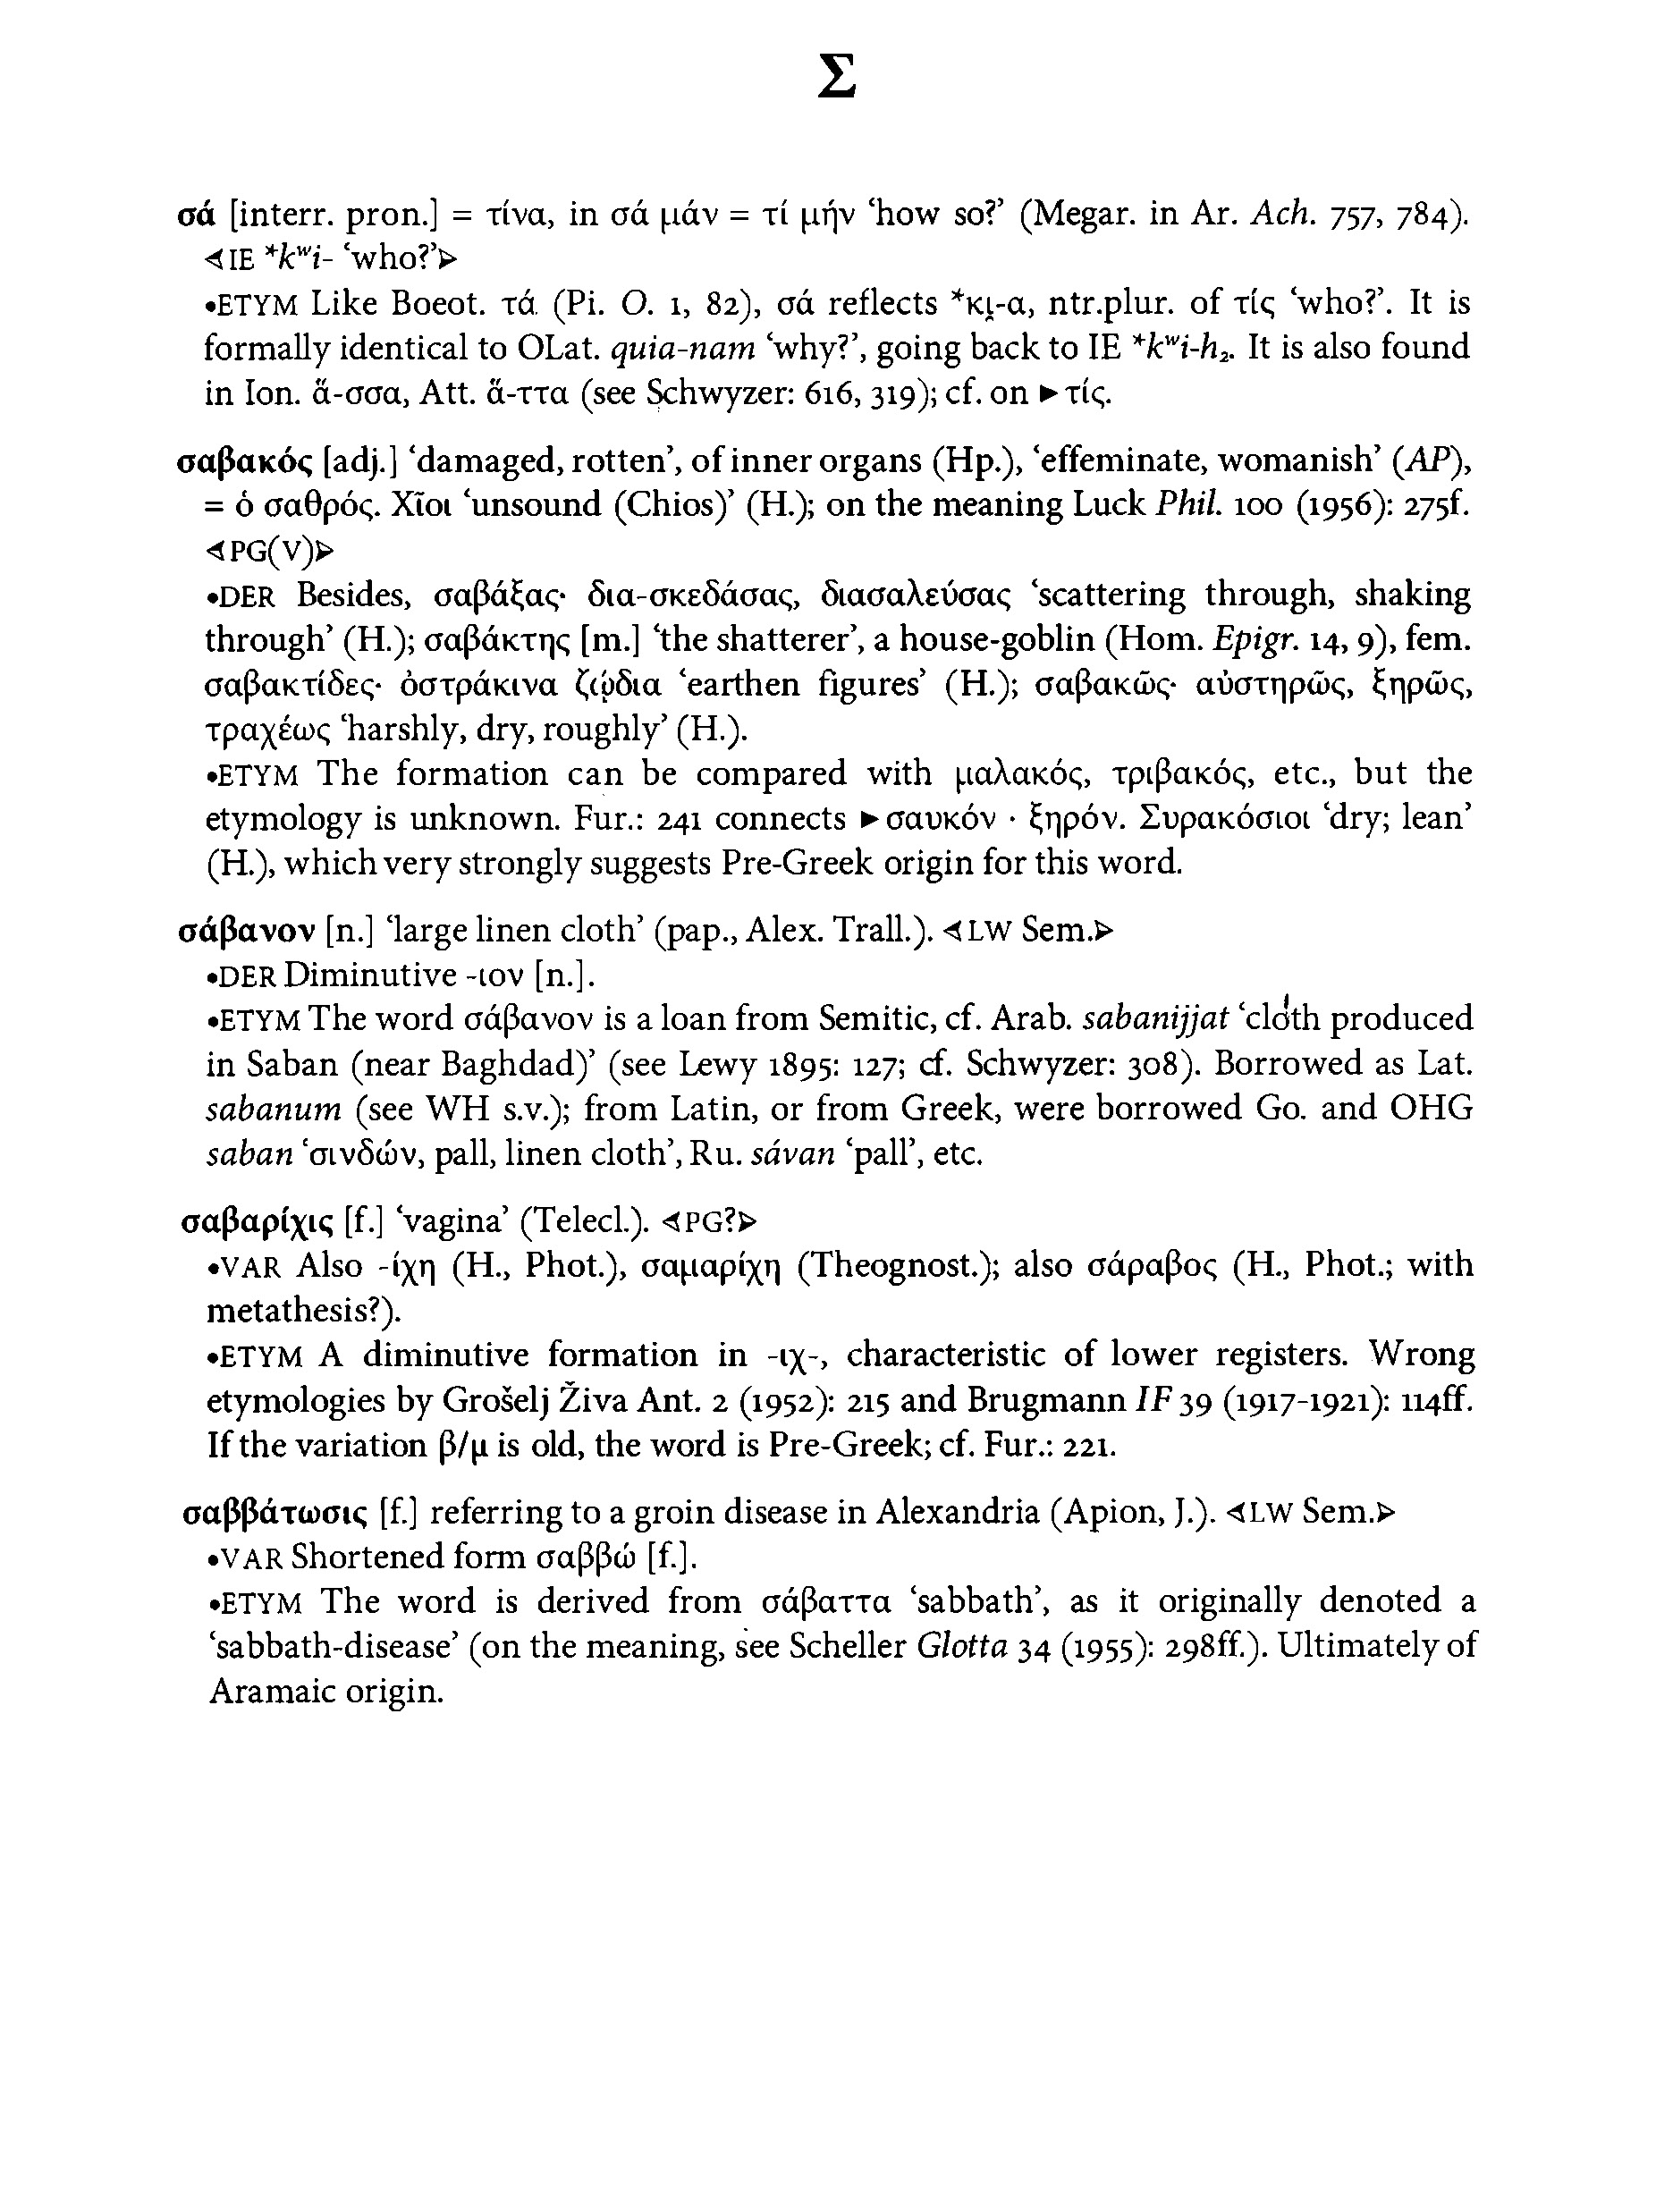 Σ
σά [interr. pron.] = τίνα, in σά μάν = τί μήν ‘how so?’ (Megar. in Ar. Ach. 757, 784).
⊲IE *kʷi- ‘who?’⊳
•ETYM Like Boeot. τά (Pi. O. 1, 82), σά reflects *κι̯-α, ntr.plur. of τίς ‘who?’. It is
formally identical to OLat. quia-nam ‘why?’, going back to IE *kʷi-h₂. It is also found
in Ion. ἅ-σσα, Att. ἅ-ττα (see Schwyzer: 616, 319); cf. on ►τίς.
σαβακός [adj.] ‘damaged, rotten’, of inner organs (Hp.), ‘effeminate, womanish’ (AP),
= ὁ σαθρός. Χῖοι ‘unsound (Chios)’ (H.); on the meaning Luck Phil. 100 (1956): 275f.
⊲PG(V)⊳
•DER Besides, σαβάξας· δια-σκεδάσας, διασαλεύσας ‘scattering through, shaking
through’ (H.); σαβάκτης [m.] ‘the shatterer’, a house-goblin (Hom. Epigr. 14, 9), fem.
σαβακτίδες· ὀστράκινα ζῴδια ‘earthen figures’ (H.); σαβακῶς· αὐστηρῶς, ξηρῶς,
τραχέως ‘harshly, dry, roughly’ (H.).
•ETYM The formation can be compared with μαλακός, τριβακός, etc., but the
etymology is unknown. Fur.: 241 connects ►σαυκόν · ξηρόν. Συρακόσιοι ‘dry; lean’
(H.), which very strongly suggests Pre-Greek origin for this word.
σάβανον [n.] ‘large linen cloth’ (pap., Alex. Trall.). ⊲LW Sem.⊳
•DER Diminutive -ιον [n.].
•ETYM The word σάβανον is a loan from Semitic, cf. Arab. sabanijjat ‘cloth produced
in Saban (near Baghdad)’ (see Lewy 1895: 127; cf. Schwyzer: 308). Borrowed as Lat.
sabanum (see WH s.v.); from Latin, or from Greek, were borrowed Go. and OHG
saban ‘σινδών, pall, linen cloth’, Ru. sávan ‘pall’, etc.
σαβαρίχις [f.] ‘vagina’ (Telecl.). ⊲PG?⊳
•VAR Also -ίχη (H., Phot.), σαμαρίχη (Theognost.); also σάραβος (H., Phot.; with
metathesis?).
•ETYM A diminutive formation in -ιχ-, characteristic of lower registers. Wrong
etymologies by Grošelj Živa Ant. 2 (1952): 215 and Brugmann IF 39 (1917-1921): 114ff.
If the variation β/μ is old, the word is Pre-Greek; cf. Fur.: 221.
σαββάτωσις [f.] referring to a groin disease in Alexandria (Apion, J.). ⊲LW Sem.⊳
•VAR Shortened form σαββώ [f.].
•ETYM The word is derived from σάβαττα ‘sabbath’, as it originally denoted a
‘sabbath-disease’ (on the meaning, see Scheller Glotta 34 (1955): 298ff.). Ultimately of
Aramaic origin.